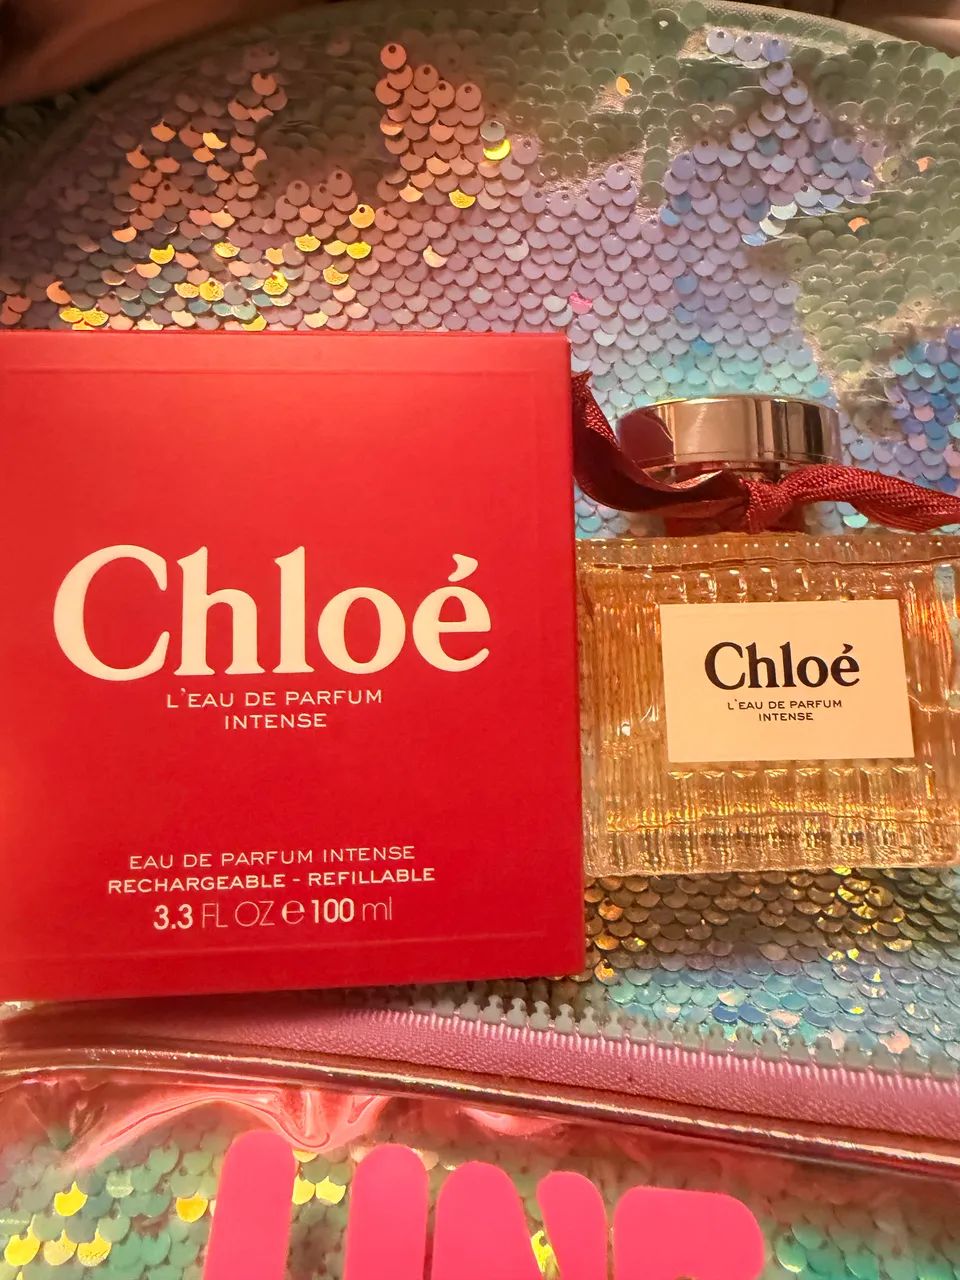 Chloé
L'EAU DE PARFUM
INTENSE
EAU DE PARFUM INTENSE
RECHARGEABLE - REFILLABLE
3.3 FL OZ ℮ 100 ml
Chloé
L'EAU DE PARFUM
INTENSE